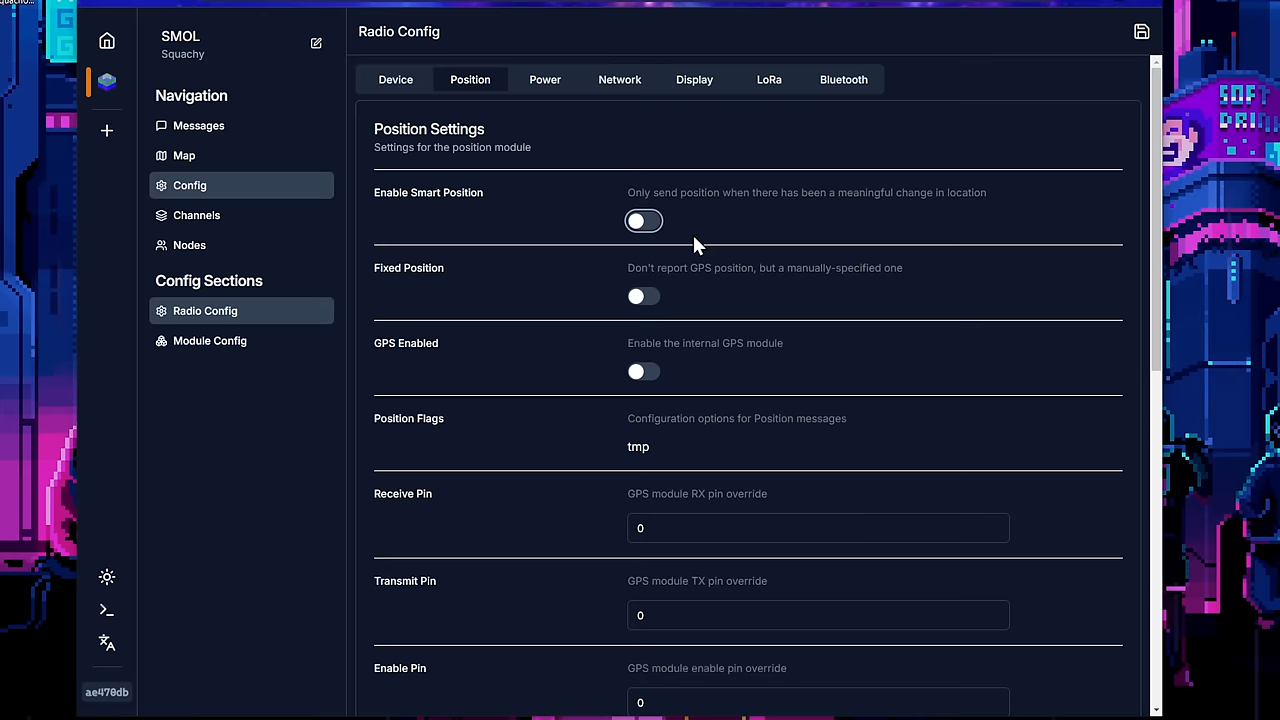 SMOL
Squachy
Navigation
Messages
Map
Config
Channels
Nodes
Config Sections
Radio Config
Module Config
ae470db
Radio Config
Device
Position
Power
Network
Display
LoRa
Bluetooth
Position Settings
Settings for the position module
Enable Smart Position
Only send position when there has been a meaningful change in location
Fixed Position
Don't report GPS position, but a manually-specified one
GPS Enabled
Enable the internal GPS module
Position Flags
Configuration options for Position messages
tmp
Receive Pin
GPS module RX pin override
0
Transmit Pin
GPS module TX pin override
0
Enable Pin
GPS module enable pin override
0
SOFT
DRIN